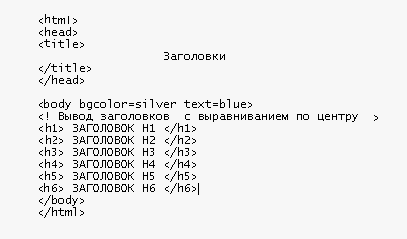 <html>
<head>
<title>
Заголовки
</title>
</head>
<body bgcolor=silver text=blue>
<! Вывод заголовков с выравниванием по центру >
<h1> ЗАГОЛОВОК H1 </h1>
<h2> ЗАГОЛОВОК H2 </h2>
<h3> ЗАГОЛОВОК H3 </h3>
<h4> ЗАГОЛОВОК H4 </h4>
<h5> ЗАГОЛОВОК H5 </h5>
<h6> ЗАГОЛОВОК H6 </h6>
</body>
</html>